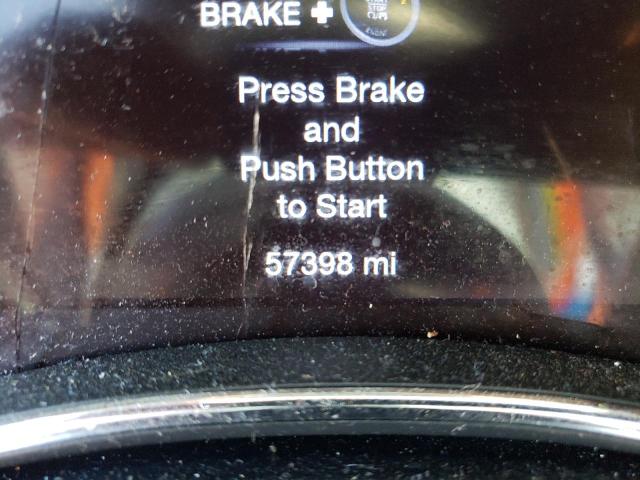 BRAKE +
Press Brake
and
Push Button
to Start
57398 mi